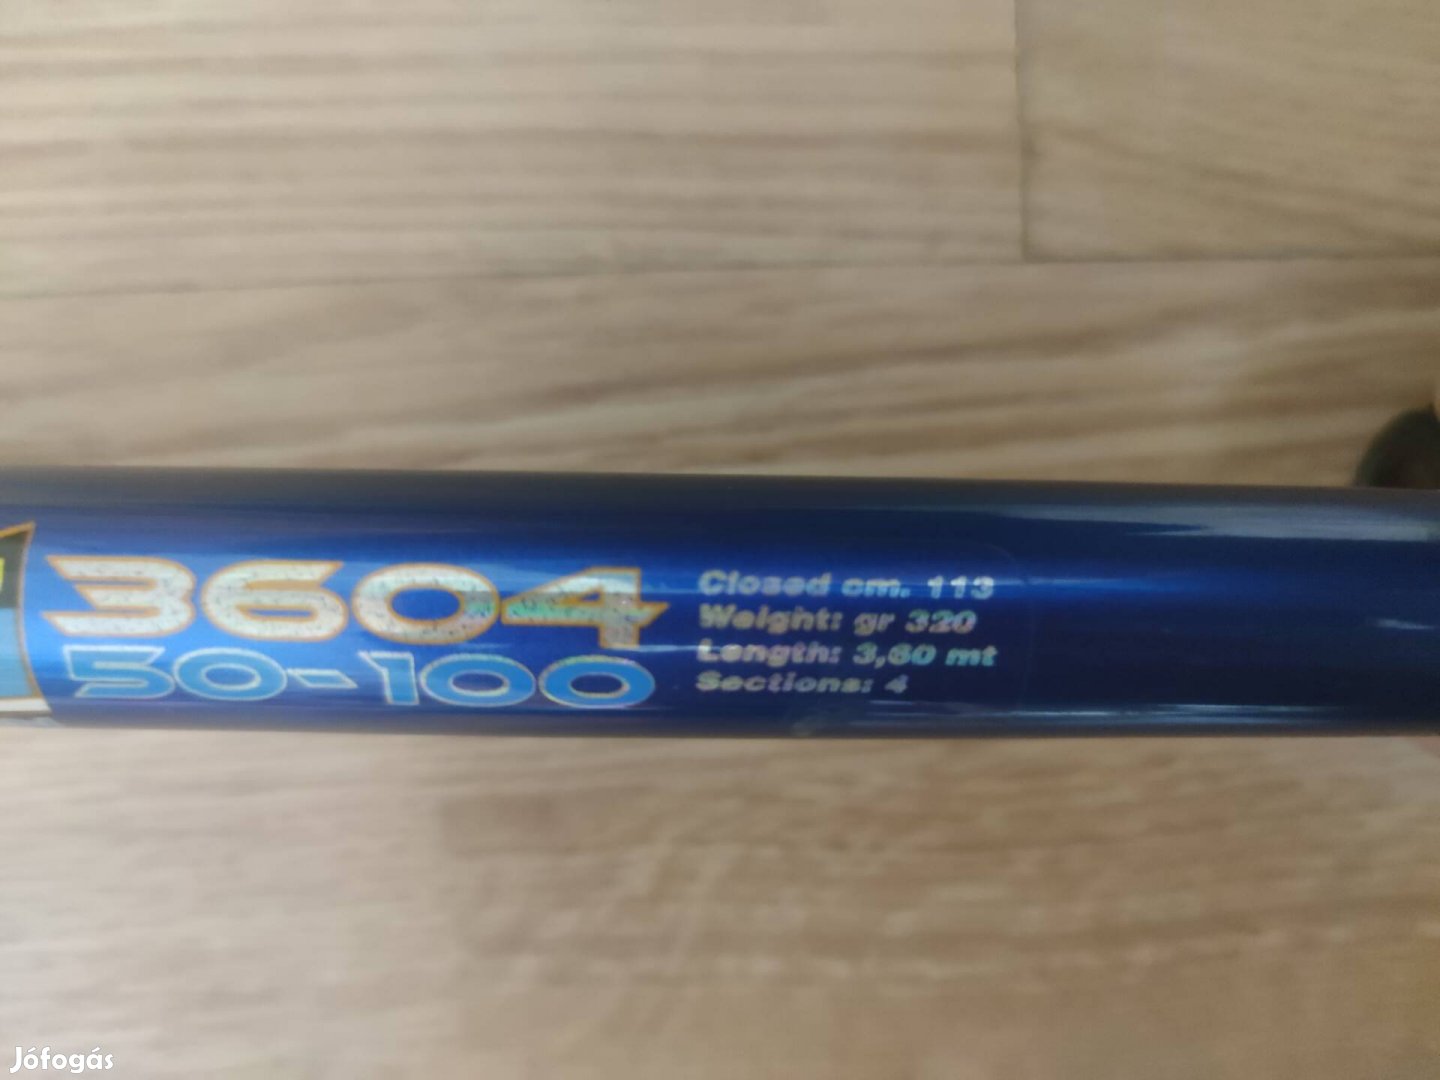 3604
50-100
Closed cm. 113
Weight: gr 320
Length: 3,60 mt
Sections: 4
Jófogás